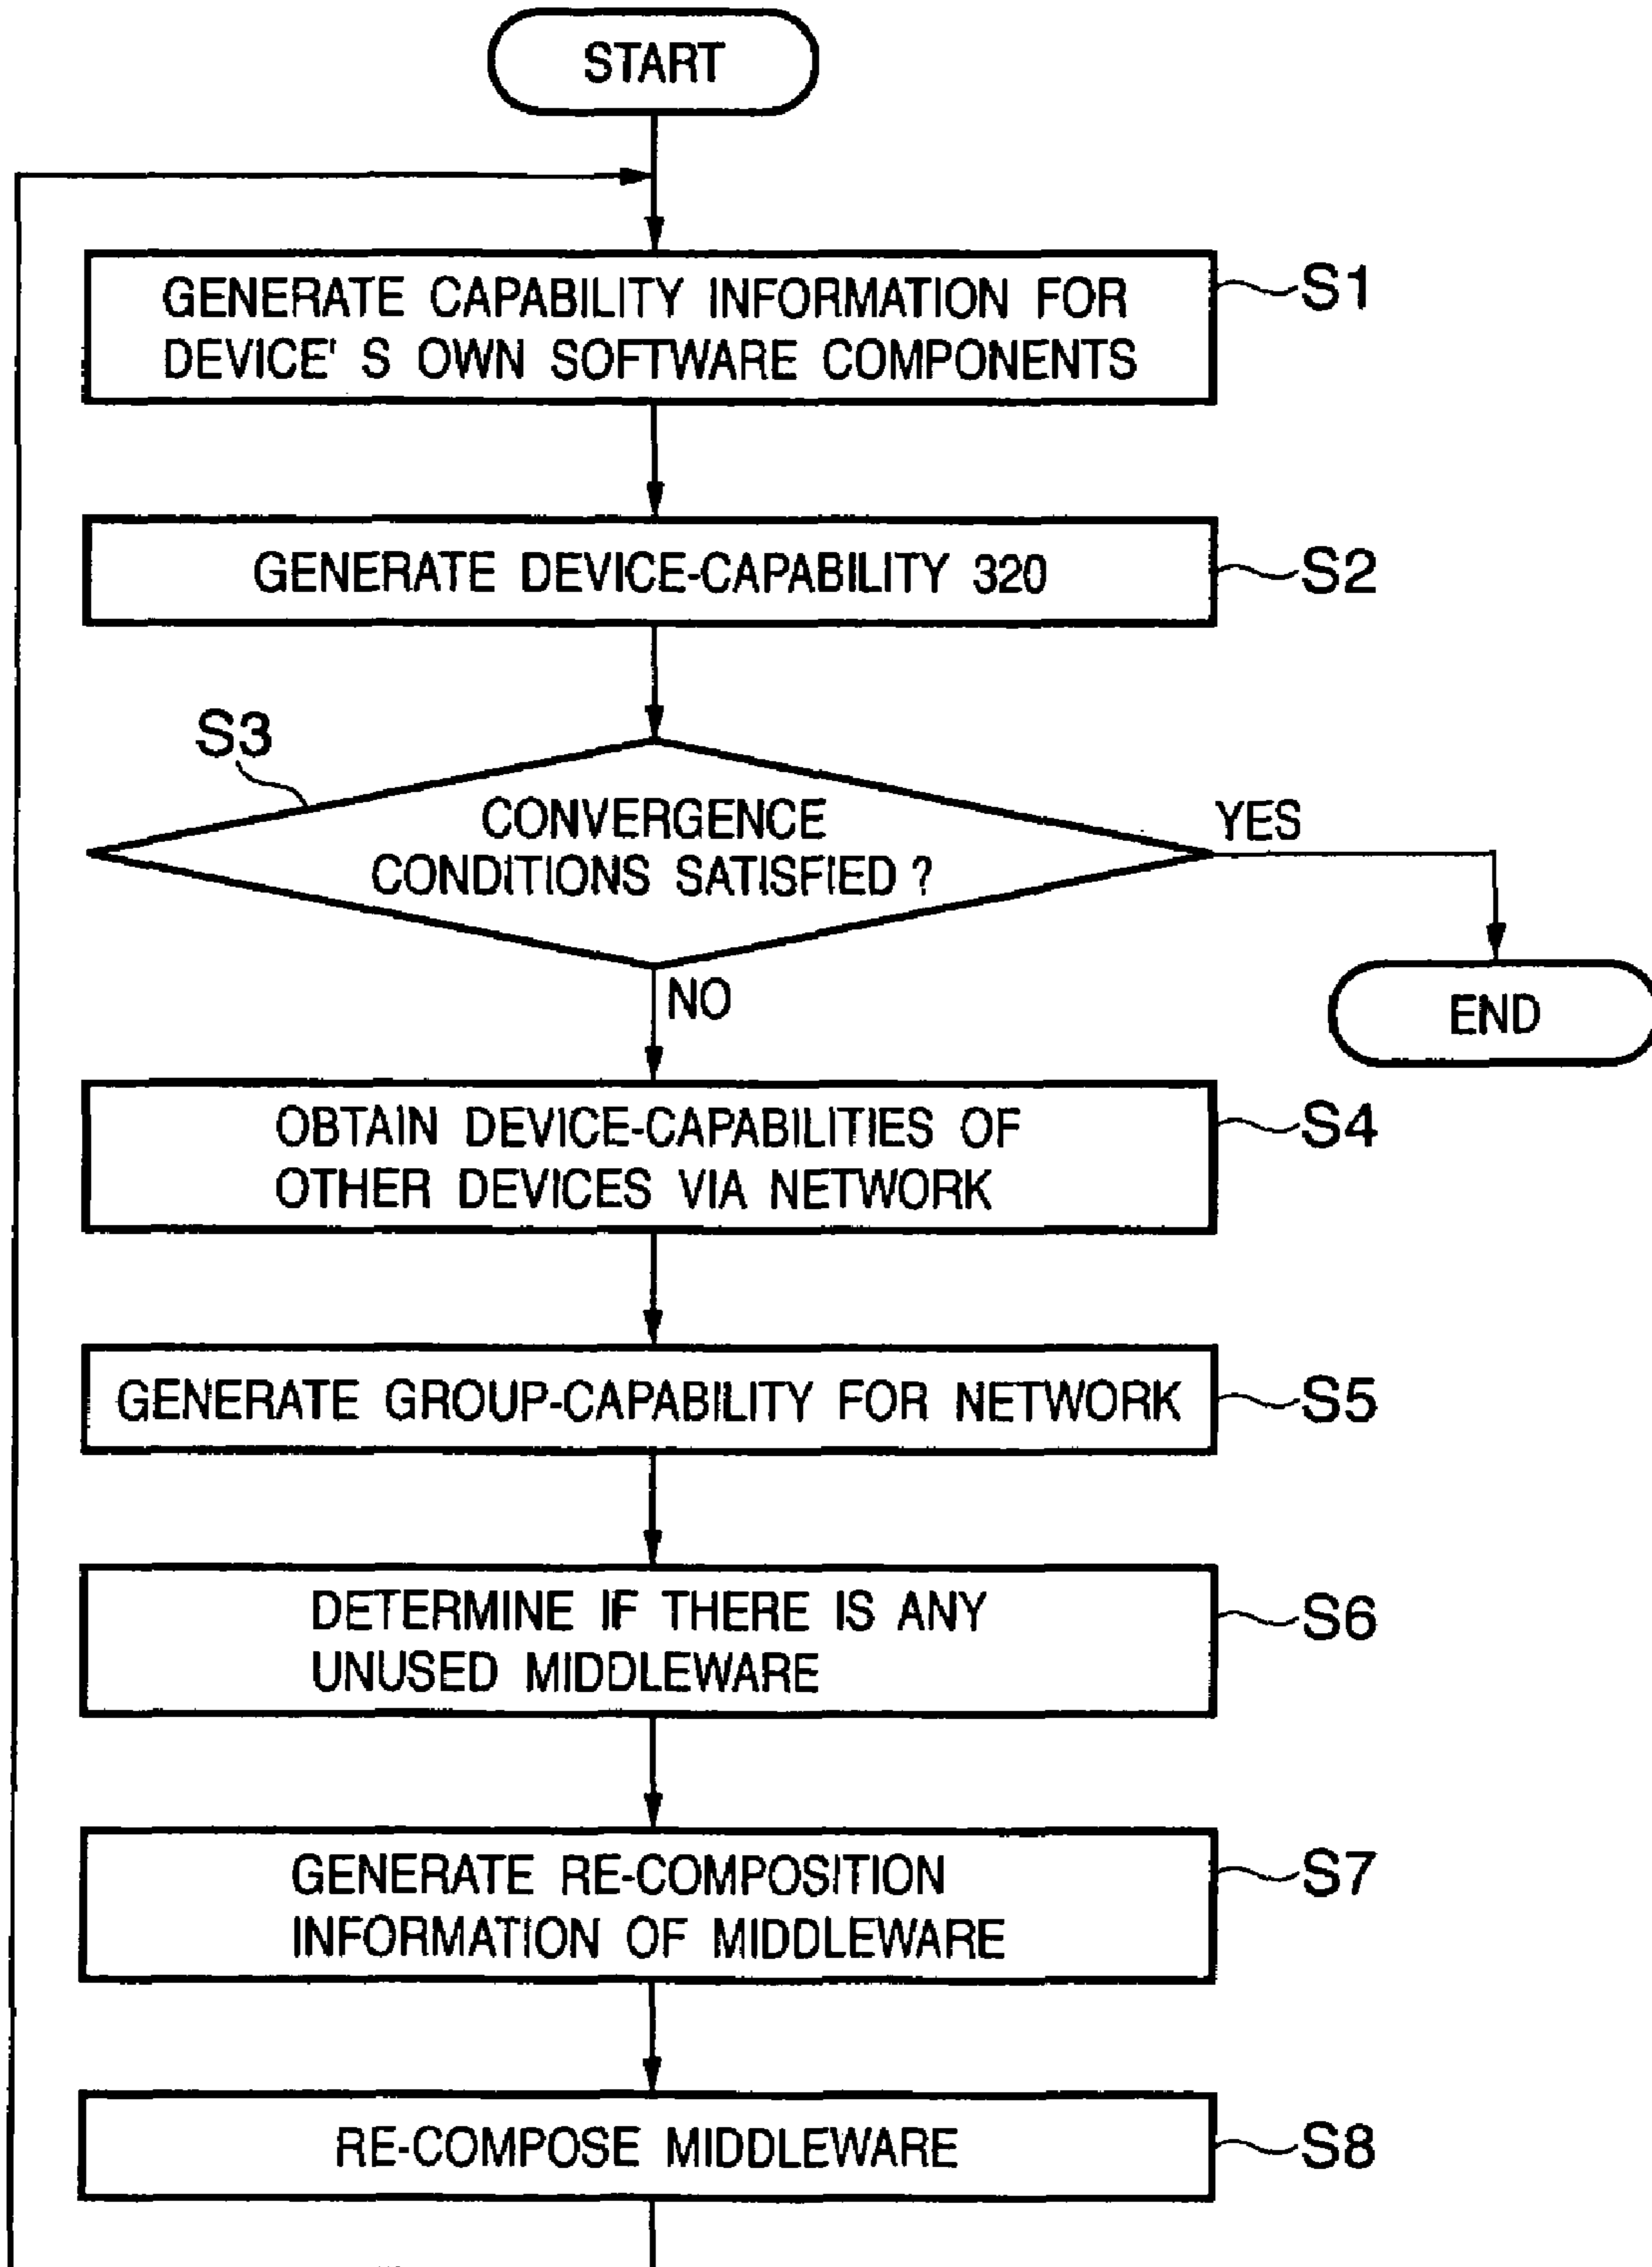 START
GENERATE CAPABILITY INFORMATION FOR
DEVICE' S OWN SOFTWARE COMPONENTS
S1
GENERATE DEVICE-CAPABILITY 320
S2
S3
CONVERGENCE
CONDITIONS SATISFIED ?
YES
NO
END
OBTAIN DEVICE-CAPABILITIES OF
OTHER DEVICES VIA NETWORK
S4
GENERATE GROUP-CAPABILITY FOR NETWORK
S5
DETERMINE IF THERE IS ANY
UNUSED MIDDLEWARE
S6
GENERATE RE-COMPOSITION
INFORMATION OF MIDDLEWARE
S7
RE-COMPOSE MIDDLEWARE
S8